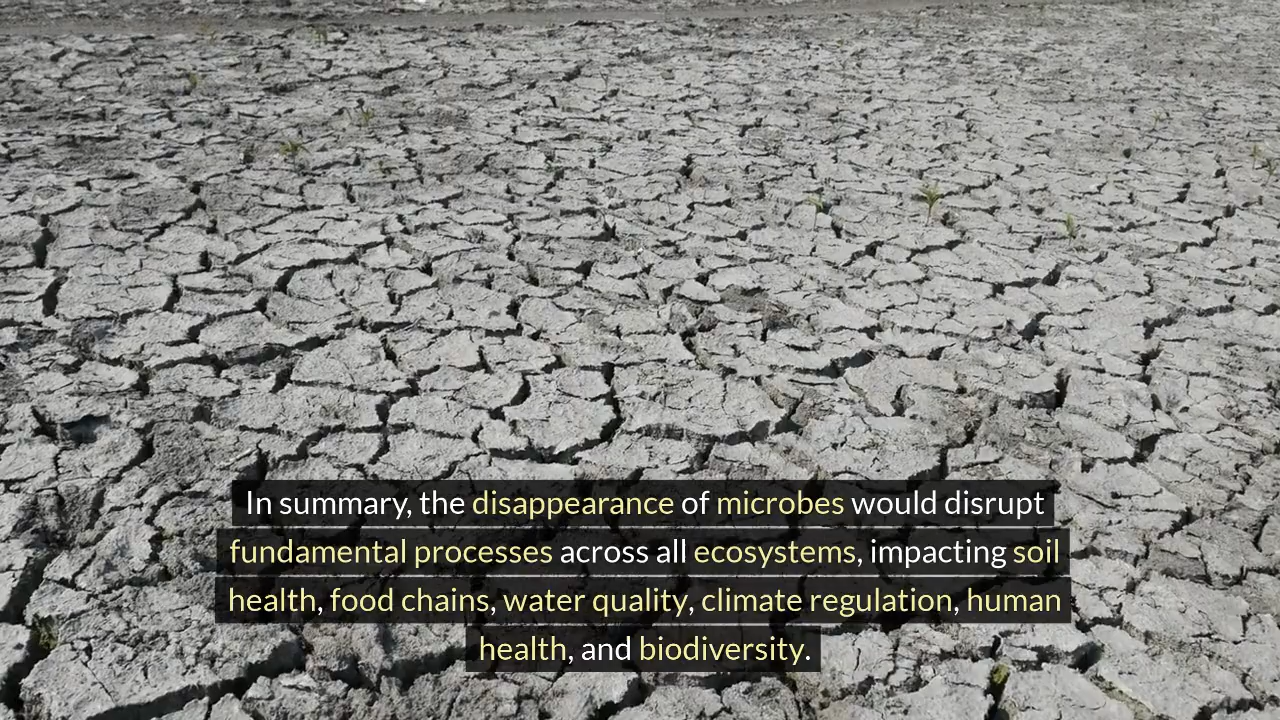 In summary, the disappearance of microbes would disrupt
fundamental processes across all ecosystems, impacting soil
health, food chains, water quality, climate regulation, human
health, and biodiversity.